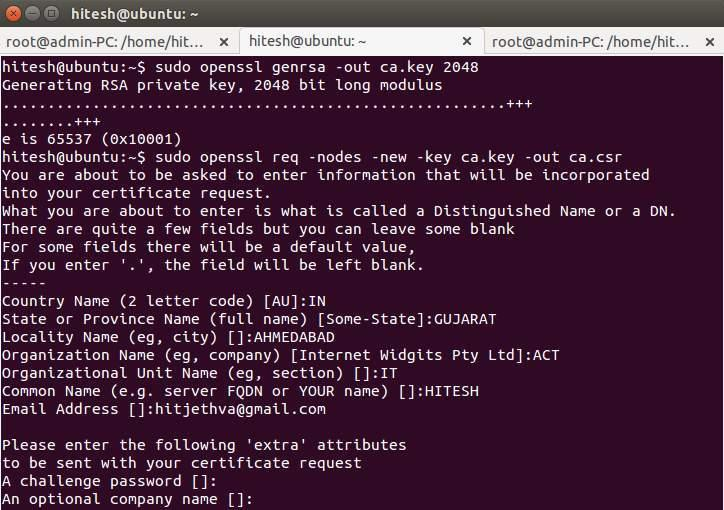 hitesh@ubuntu: ~
root@admin-PC: /home/hit... × hitesh@ubuntu: ~ × root@admin-PC: /home/hit... ×
hitesh@ubuntu:~$ sudo openssl genrsa -out ca.key 2048
Generating RSA private key, 2048 bit long modulus
........................................................+++
........+++
e is 65537 (0x10001)
hitesh@ubuntu:~$ sudo openssl req -nodes -new -key ca.key -out ca.csr
You are about to be asked to enter information that will be incorporated
into your certificate request.
What you are about to enter is what is called a Distinguished Name or a DN.
There are quite a few fields but you can leave some blank
For some fields there will be a default value,
If you enter '.', the field will be left blank.
-----
Country Name (2 letter code) [AU]:IN
State or Province Name (full name) [Some-State]:GUJARAT
Locality Name (eg, city) []:AHMEDABAD
Organization Name (eg, company) [Internet Widgits Pty Ltd]:ACT
Organizational Unit Name (eg, section) []:IT
Common Name (e.g. server FQDN or YOUR name) []:HITESH
Email Address []:hitjethva@gmail.com

Please enter the following 'extra' attributes
to be sent with your certificate request
A challenge password []:
An optional company name []: